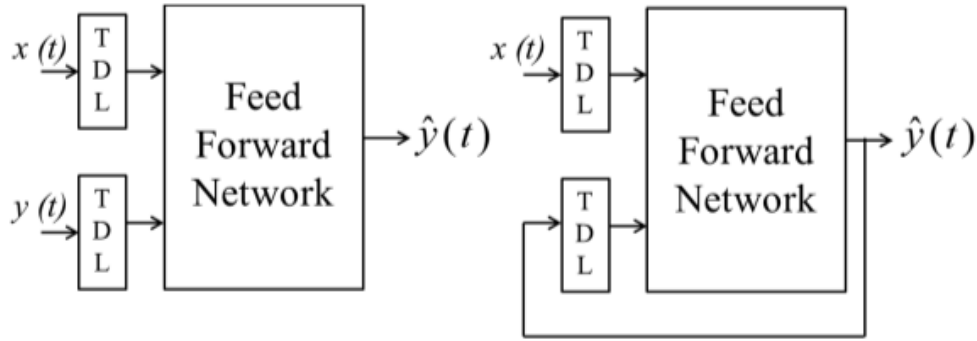 x (t)
T
D
L
Feed
Forward
Network
ŷ(t)
y (t)
T
D
L
x (t)
T
D
L
Feed
Forward
Network
ŷ(t)
T
D
L